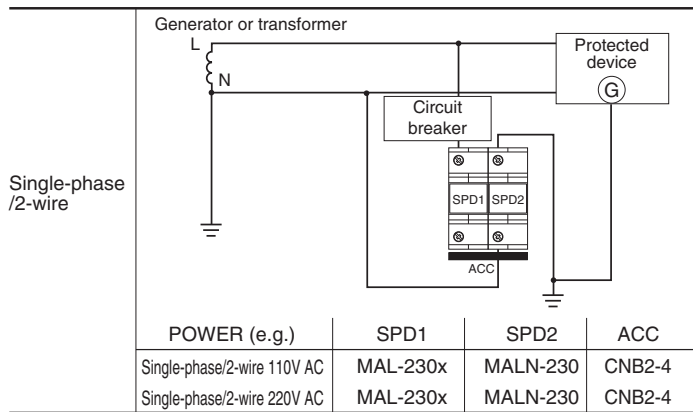 Generator or transformer
L
N
Protected
device
G
Circuit
breaker
Single-phase
/2-wire
SPD1 SPD2
ACC
POWER (e.g.) SPD1 SPD2 ACC
Single-phase/2-wire 110V AC MAL-230x MALN-230 CNB2-4
Single-phase/2-wire 220V AC MAL-230x MALN-230 CNB2-4